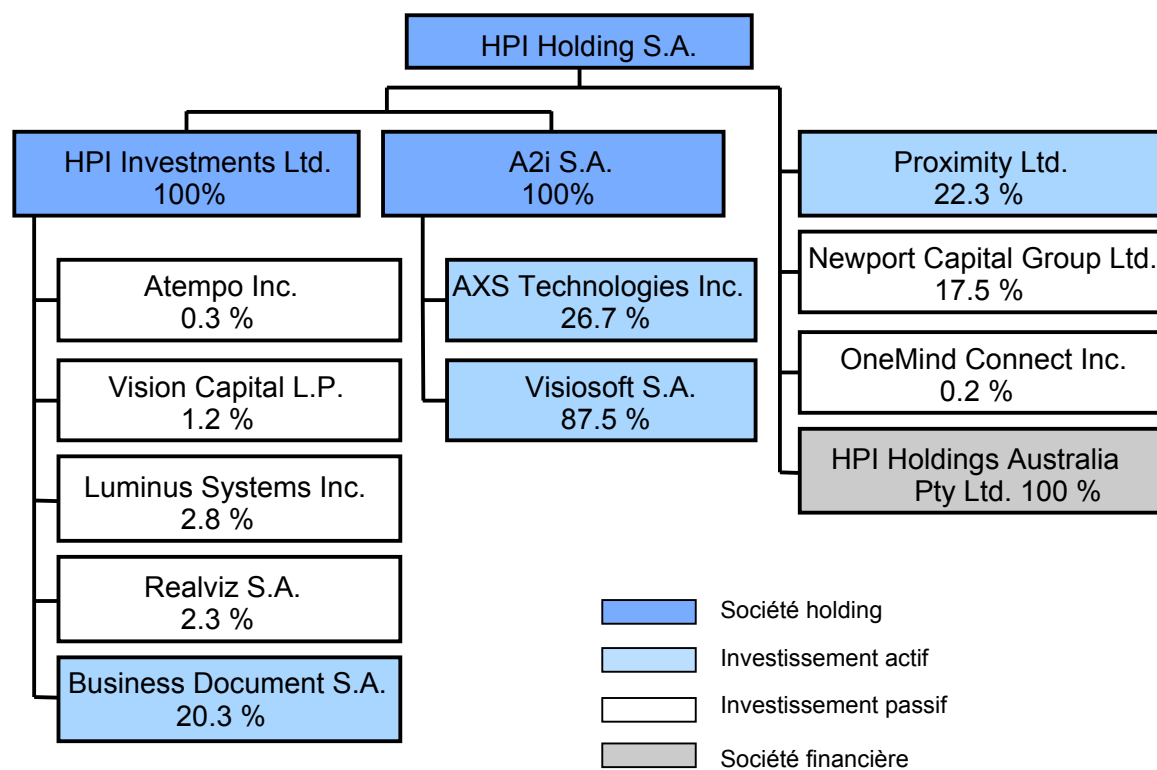 HPI Holding S.A.
HPI Investments Ltd.
100%
Atempo Inc.
0.3 %
Vision Capital L.P.
1.2 %
Luminus Systems Inc.
2.8 %
Realviz S.A.
2.3 %
Business Document S.A.
20.3 %
A2i S.A.
100%
AXS Technologies Inc.
26.7 %
Visiosoft S.A.
87.5 %
Proximity Ltd.
22.3 %
Newport Capital Group Ltd.
17.5 %
OneMind Connect Inc.
0.2 %
HPI Holdings Australia
Pty Ltd. 100 %
Société holding
Investissement actif
Investissement passif
Société financière